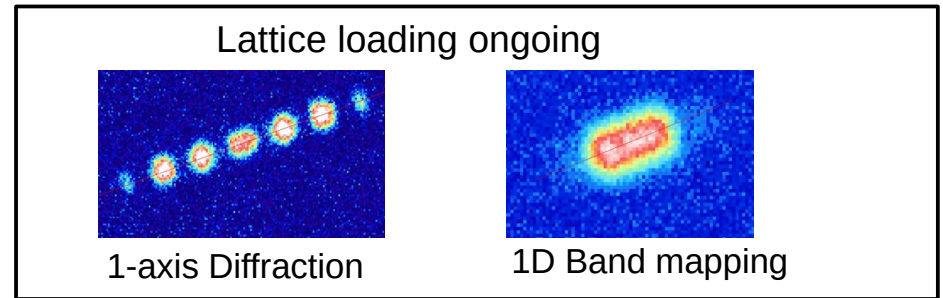 Lattice loading ongoing
1-axis Diffraction
1D Band mapping